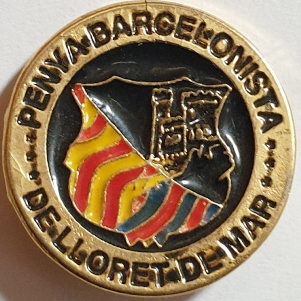 PENYA BARCELONISTA
DE LLORET DE MAR